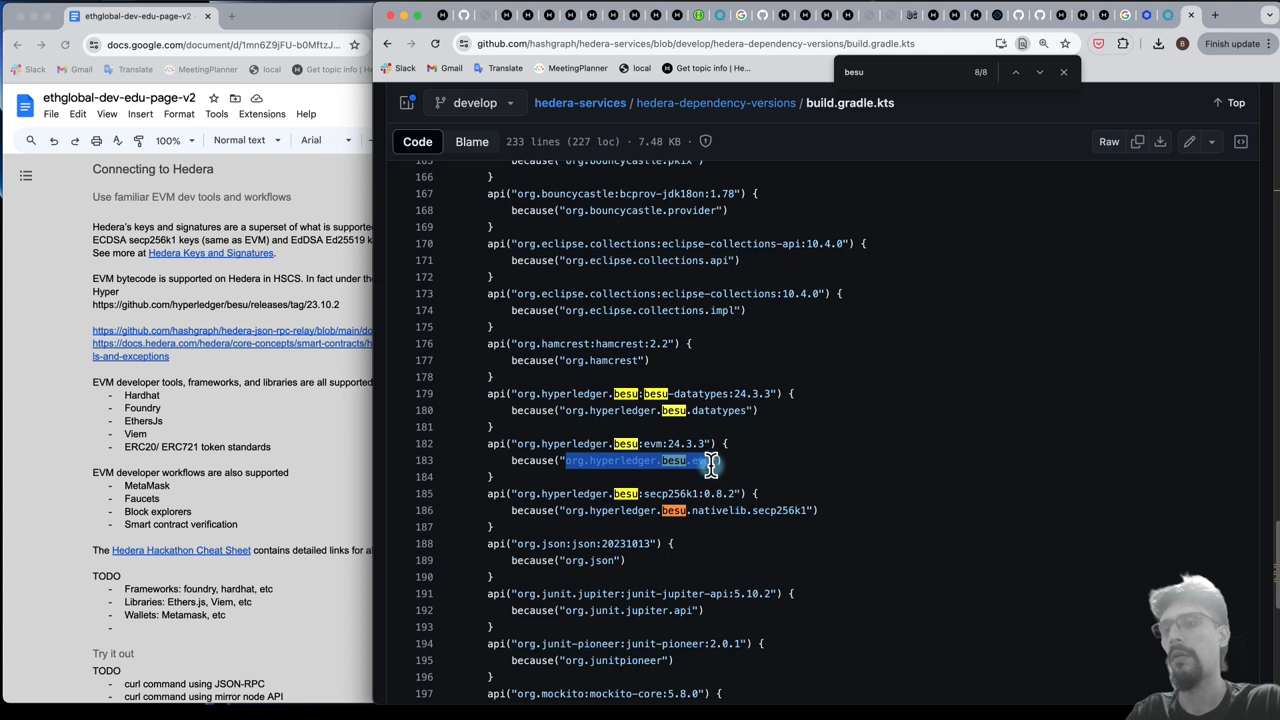 ethglobal-dev-edu-page-v2
docs.google.com/document/d/1mn6Z9jFU-b0MftzJ...
Slack
Gmail
Translate
MeetingPlanner
local
Get topic info | He...
ethglobal-dev-edu-page-v2
File Edit View Insert Format Tools Extensions Help
100%
Normal text
Arial
Connecting to Hedera
Use familiar EVM dev tools and workflows
Hedera's keys and signatures are a superset of what is supported
ECDSA secp256k1 keys (same as EVM) and EdDSA Ed25519 k
See more at Hedera Keys and Signatures.
EVM bytecode is supported on Hedera in HSCS. In fact under the
Hyper
https://github.com/hyperledger/besu/releases/tag/23.10.2
https://github.com/hashgraph/hedera-json-rpc-relay/blob/main/do
https://docs.hedera.com/hedera/core-concepts/smart-contracts/h
ls-and-exceptions
EVM developer tools, frameworks, and libraries are all supported
- Hardhat
- Foundry
- EthersJs
- Viem
- ERC20/ ERC721 token standards
EVM developer workflows are also supported
- MetaMask
- Faucets
- Block explorers
- Smart contract verification
The Hedera Hackathon Cheat Sheet contains detailed links for al
TODO
- Frameworks: foundry, hardhat, etc
- Libraries: Ethers.js, Viem, etc
- Wallets: Metamask, etc
-
Try it out
TODO
- curl command using JSON-RPC
- curl command using mirror node API
github.com/hashgraph/hedera-services/blob/develop/hedera-dependency-versions/build.gradle.kts
Finish update
Slack
Gmail
Translate
MeetingPlanner
local
Get topic info | He...
besu 8/8
develop
hedera-services / hedera-dependency-versions / build.gradle.kts
Top
Code Blame 233 lines (227 loc) · 7.48 KB
Raw
165 because("org.bouncycastle.pkix")
166 }
167 api("org.bouncycastle:bcprov-jdk18on:1.78") {
168 because("org.bouncycastle.provider")
169 }
170 api("org.eclipse.collections:eclipse-collections-api:10.4.0") {
171 because("org.eclipse.collections.api")
172 }
173 api("org.eclipse.collections:eclipse-collections:10.4.0") {
174 because("org.eclipse.collections.impl")
175 }
176 api("org.hamcrest:hamcrest:2.2") {
177 because("org.hamcrest")
178 }
179 api("org.hyperledger.besu:besu-datatypes:24.3.3") {
180 because("org.hyperledger.besu.datatypes")
181 }
182 api("org.hyperledger.besu:evm:24.3.3") {
183 because("org.hyperledger.besu.ev
184 }
185 api("org.hyperledger.besu:secp256k1:0.8.2") {
186 because("org.hyperledger.besu.nativelib.secp256k1")
187 }
188 api("org.json:json:20231013") {
189 because("org.json")
190 }
191 api("org.junit.jupiter:junit-jupiter-api:5.10.2") {
192 because("org.junit.jupiter.api")
193 }
194 api("org.junit-pioneer:junit-pioneer:2.0.1") {
195 because("org.junitpioneer")
196 }
197 api("org.mockito:mockito-core:5.8.0") {